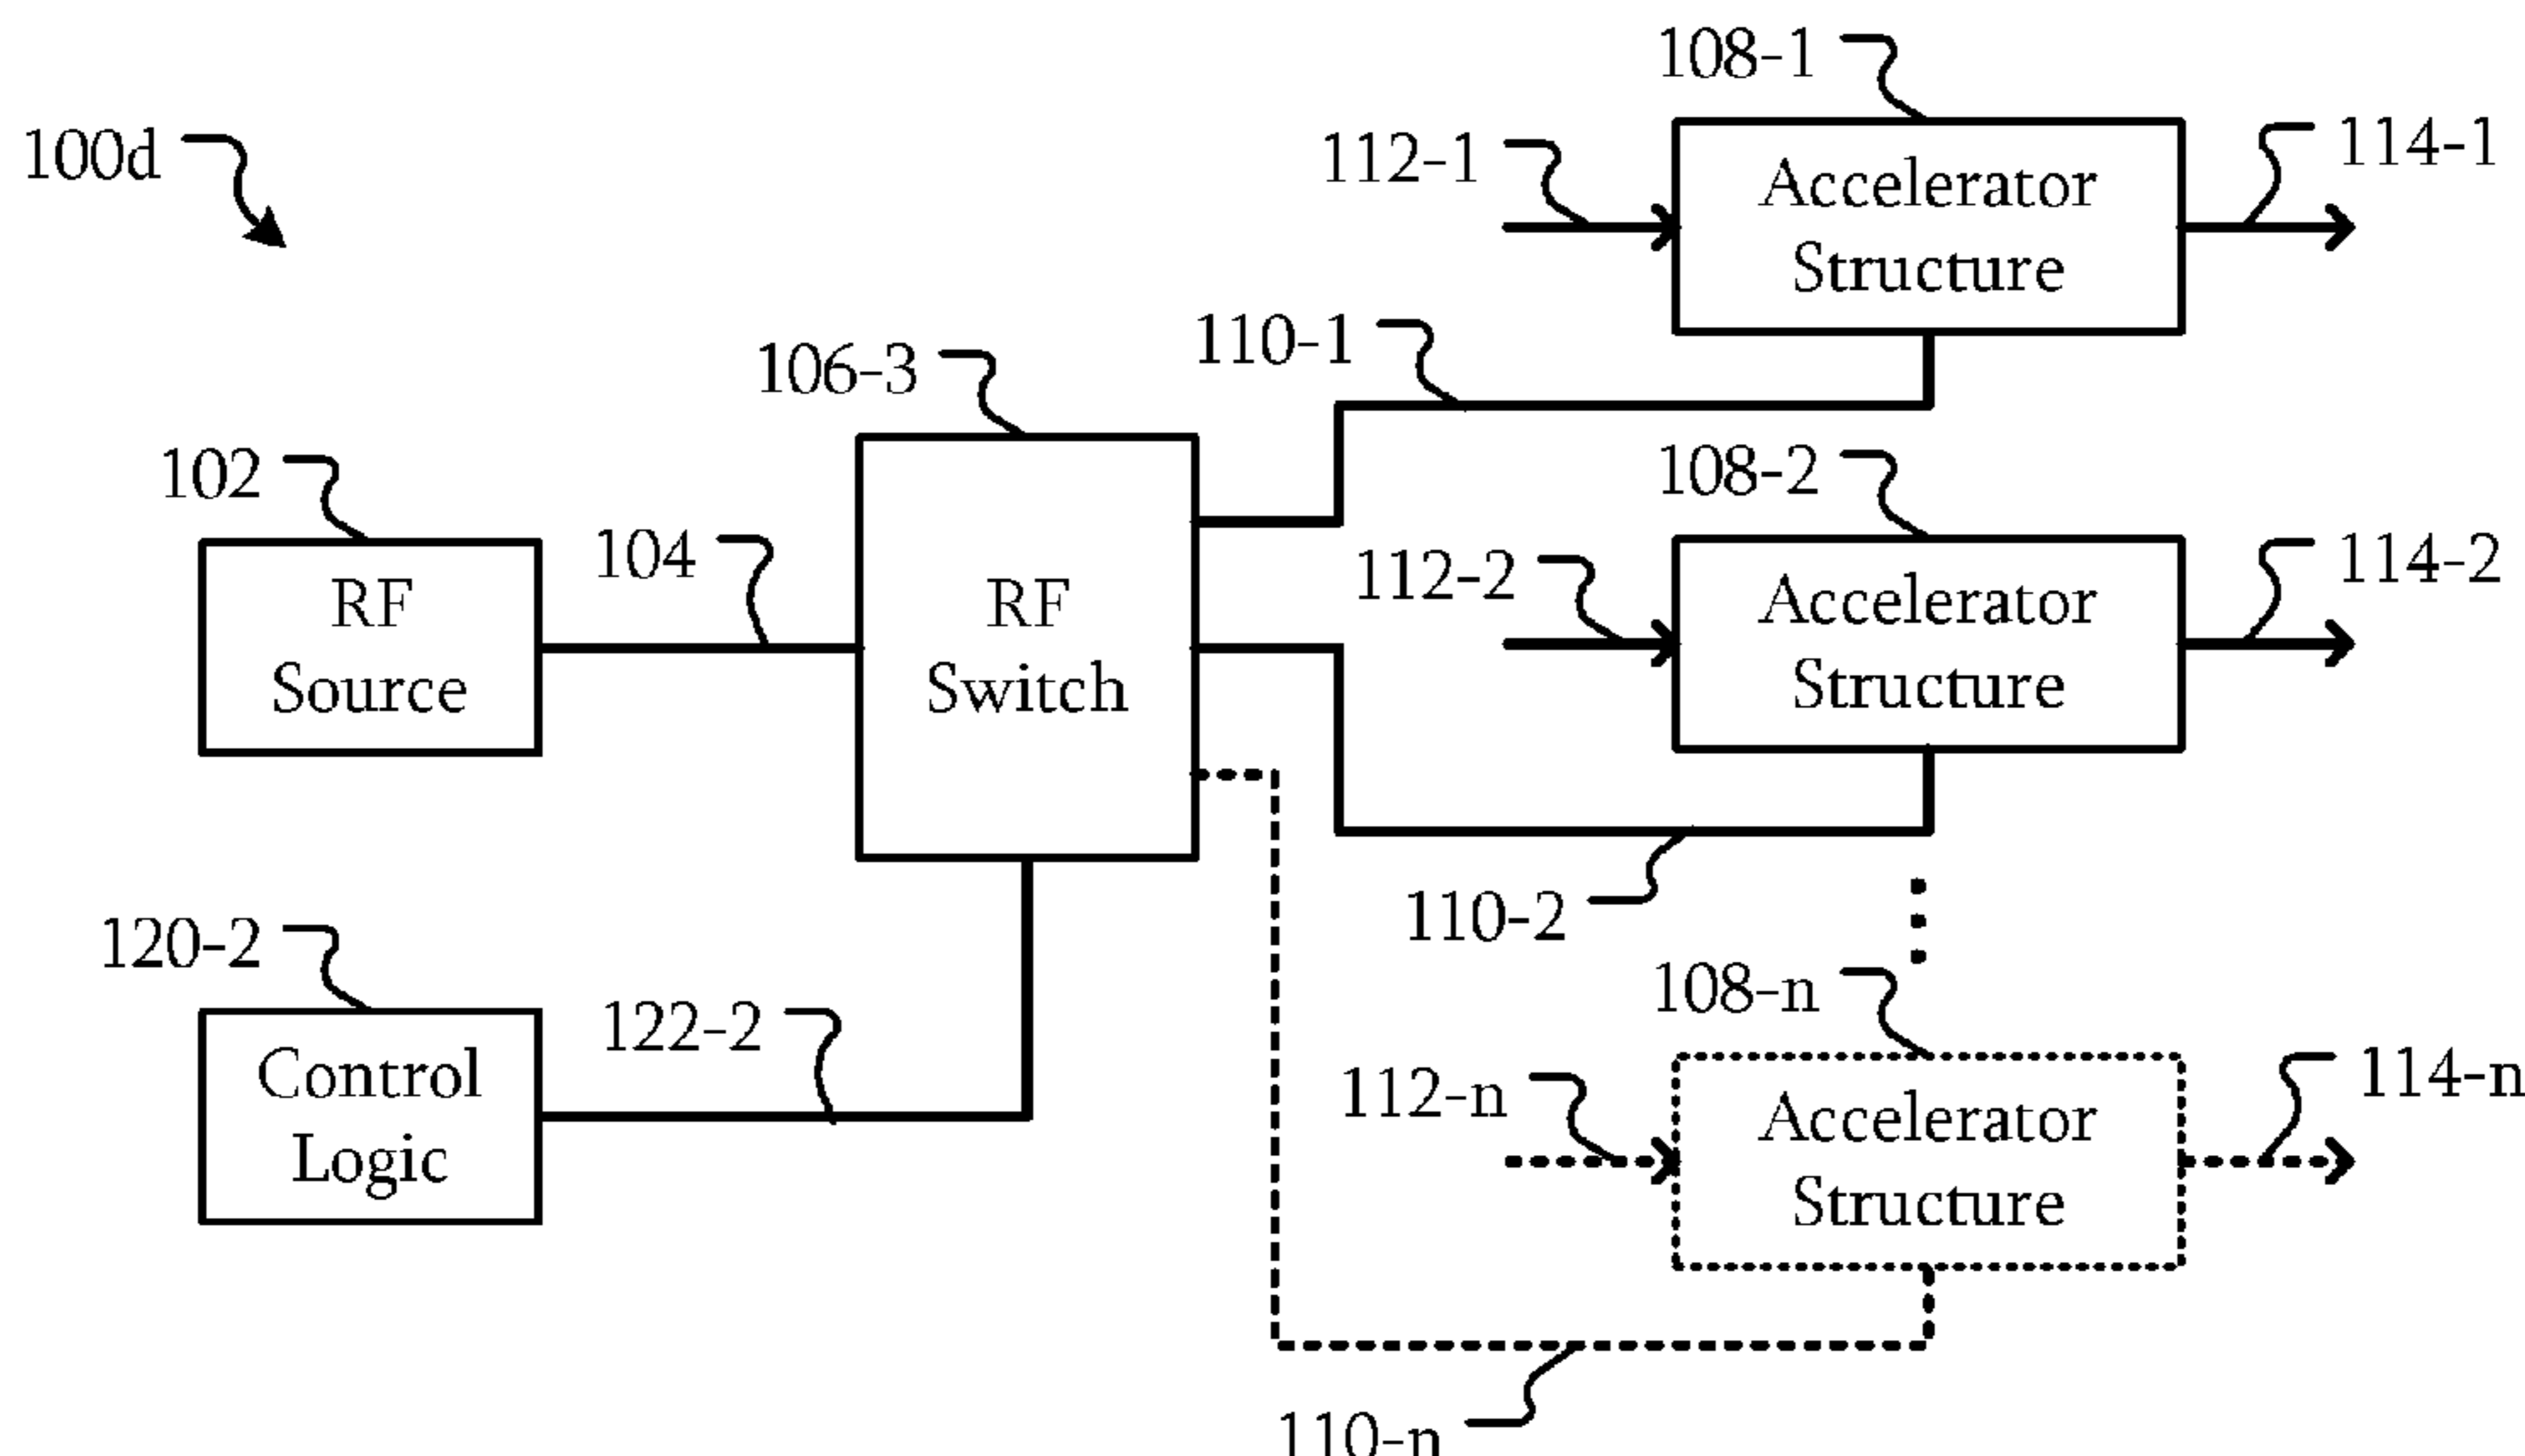 108-1
100d
112-1
Accelerator
Structure
114-1
106-3
110-1
102
104
108-2
RF
Source
RF
Switch
112-2
Accelerator
Structure
114-2
110-2
120-2
122-2
108-n
Control
Logic
112-n
Accelerator
Structure
114-n
110-n